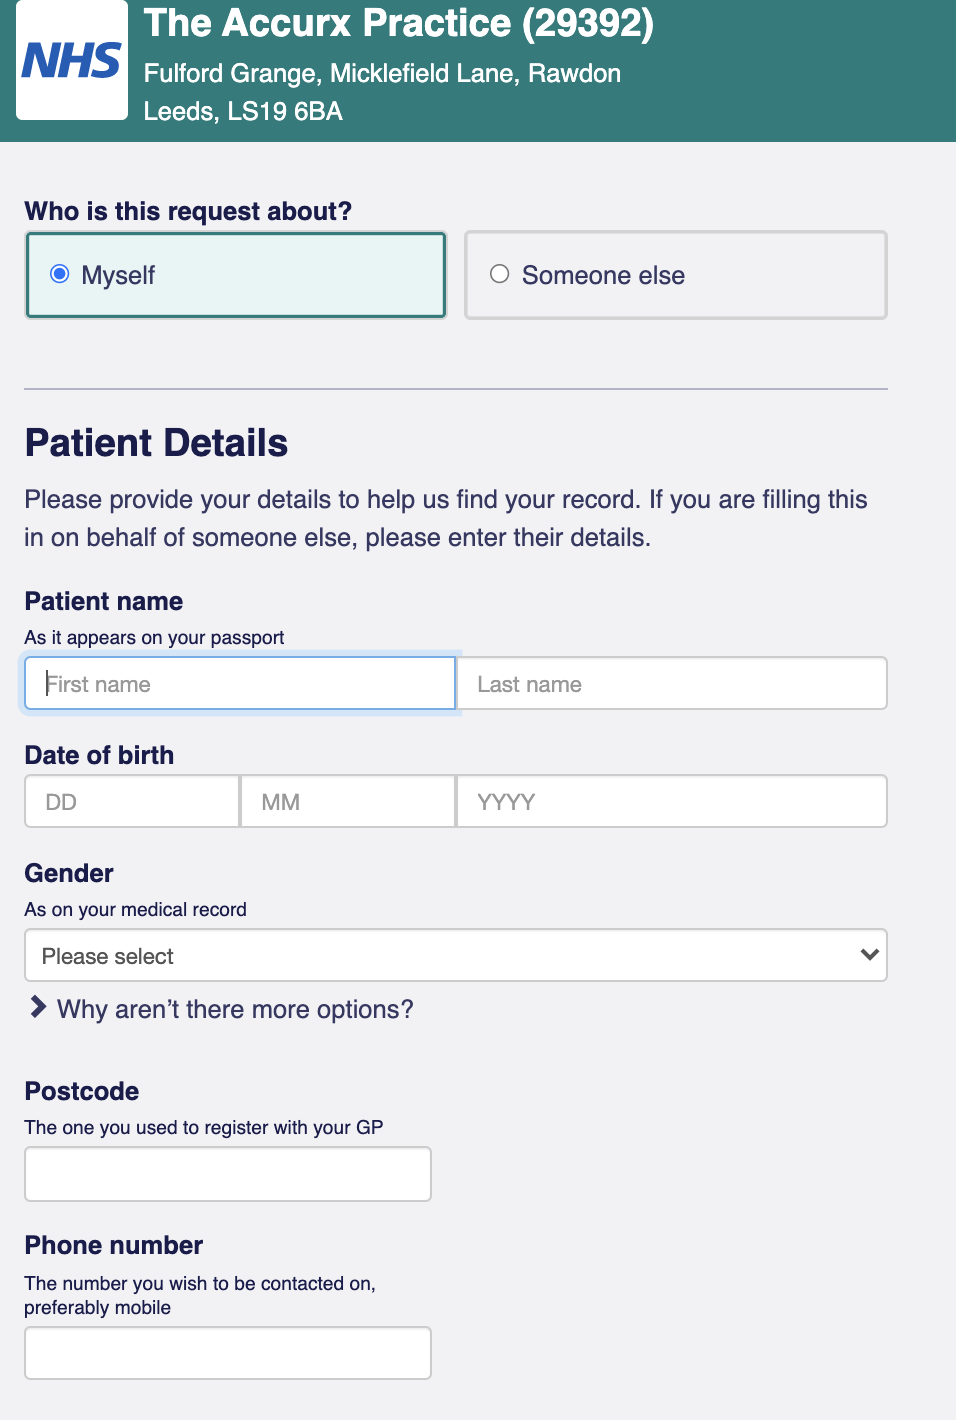 NHS
The Accurx Practice (29392)
Fulford Grange, Micklefield Lane, Rawdon
Leeds, LS19 6BA
Who is this request about?
Myself
Someone else
Patient Details
Please provide your details to help us find your record. If you are filling this
in on behalf of someone else, please enter their details.
Patient name
As it appears on your passport
First name
Last name
Date of birth
DD
MM
YYYY
Gender
As on your medical record
Please select
Why aren’t there more options?
Postcode
The one you used to register with your GP
Phone number
The number you wish to be contacted on,
preferably mobile